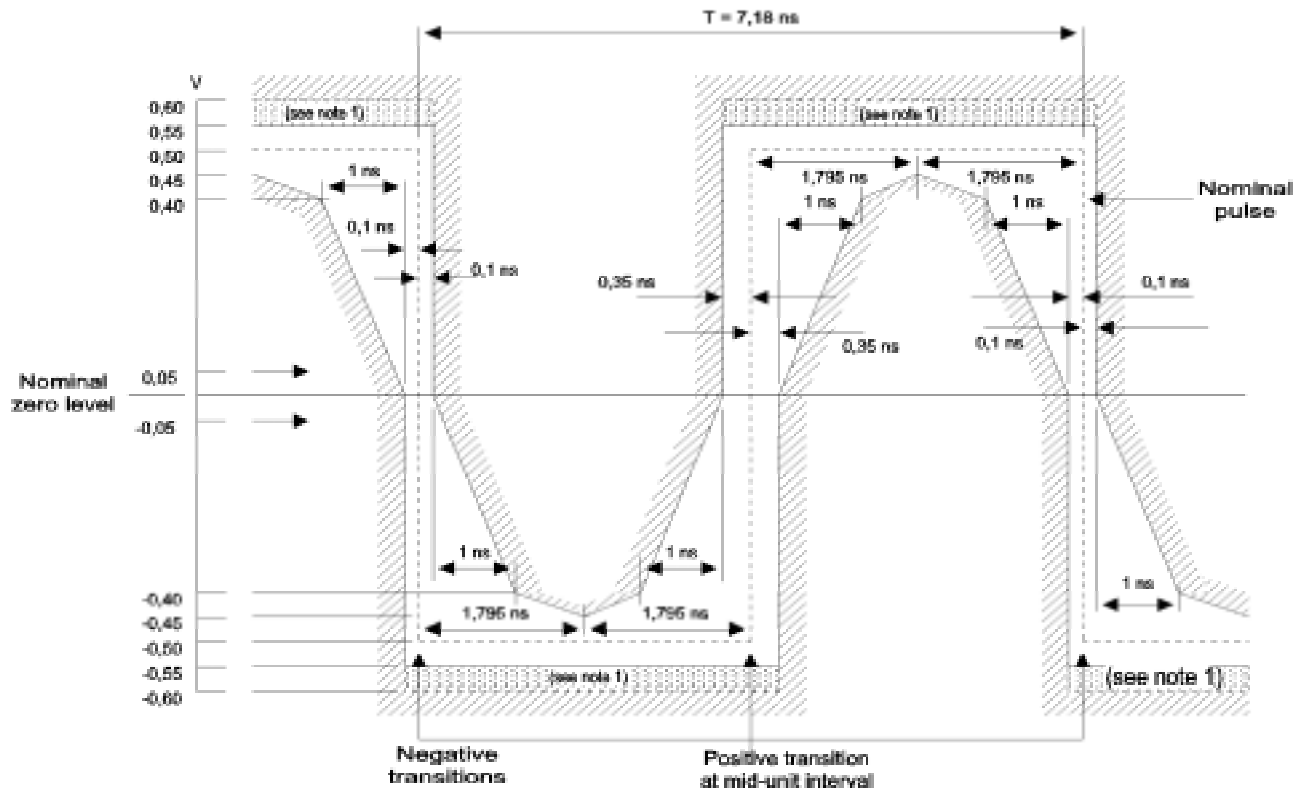 T = 7,18 ns
V
0,60
(see note 1)
(see note 1)
0,55
0,50
0,45
1 ns
1,795 ns
1,795 ns
0,40
1 ns
1 ns
Nominal
pulse
0,1 ns
0,1 ns
0,35 ns
0,1 ns
0,35 ns
0,1 ns
0,05
Nominal
zero level
-0,05
1 ns
1 ns
1 ns
-0,40
-0,45
1,795 ns
1,795 ns
-0,50
-0,55
(see note 1)
(see note 1)
-0,60
Negative
transitions
Positive transition
at mid-unit interval